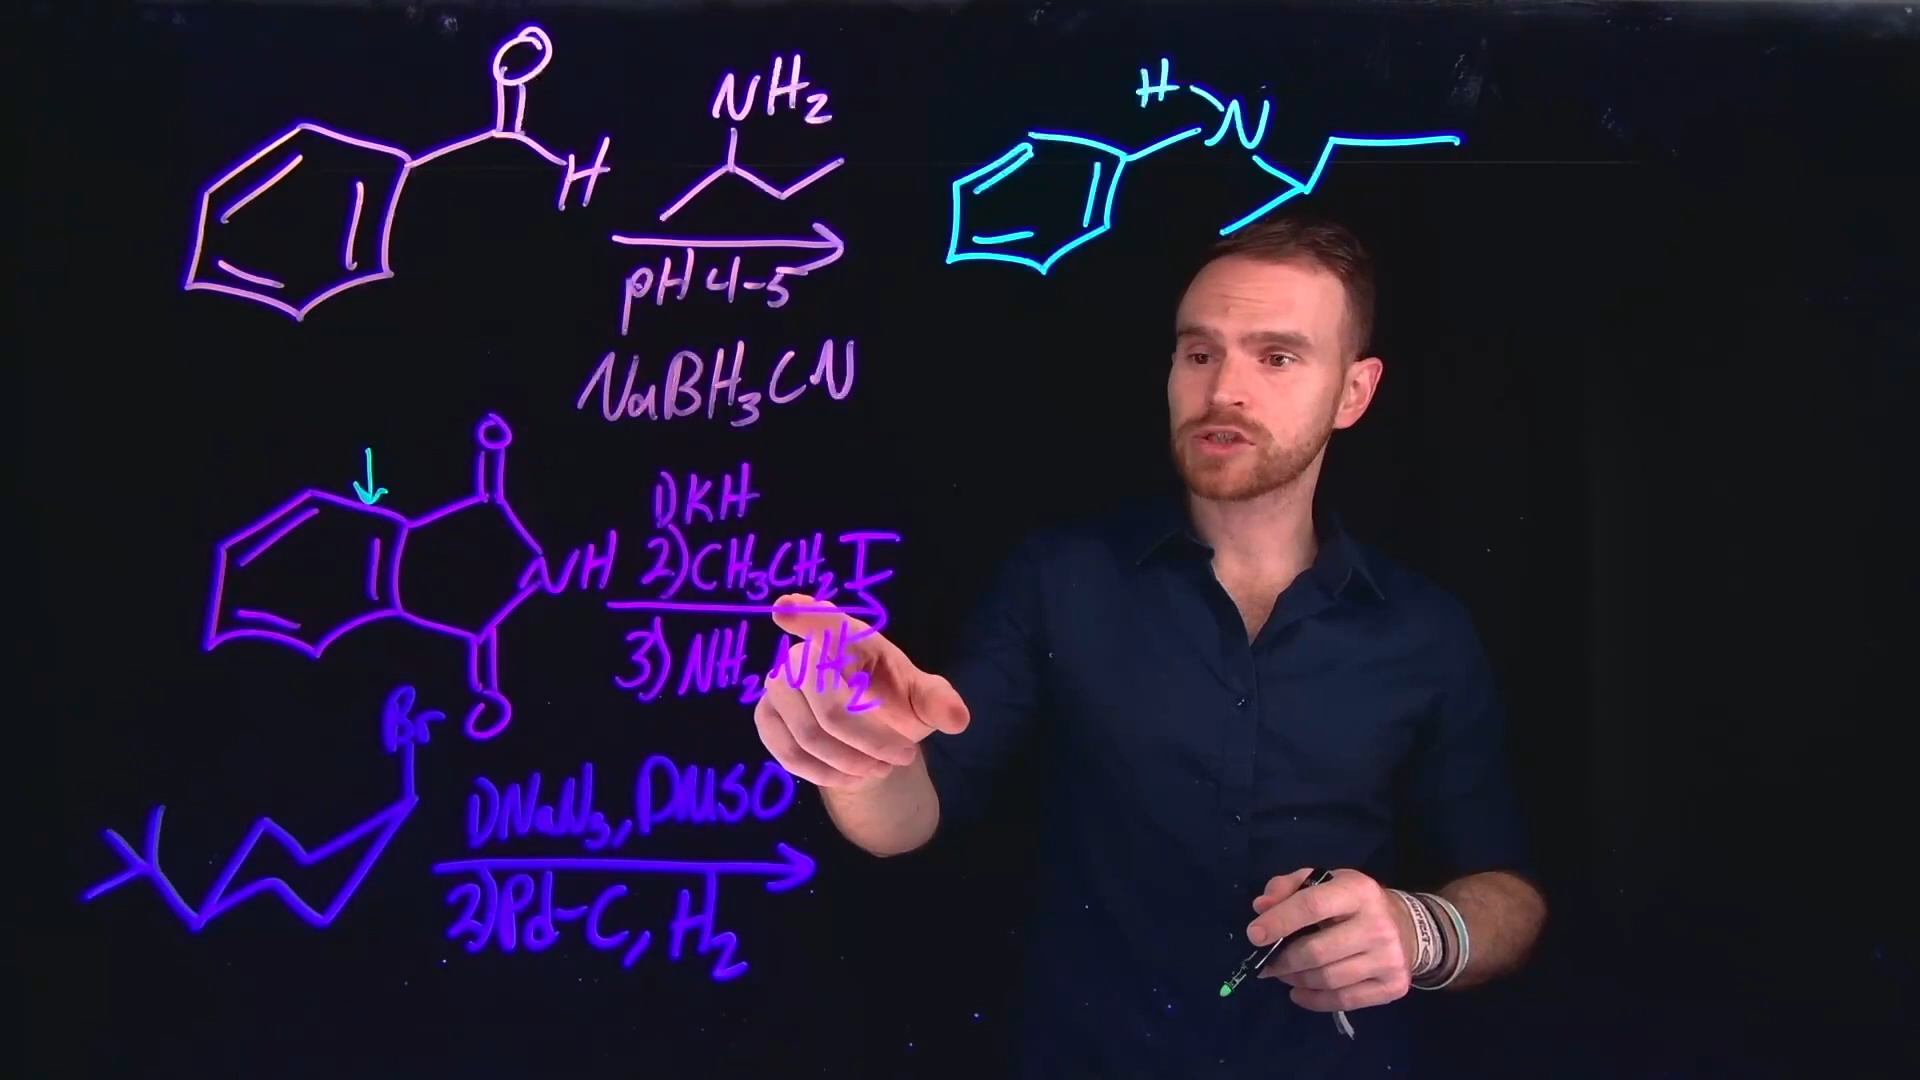 O
H
NH₂
pH 4-5
NaBH₃CN
H
N
O
NH
O
1) KH
2) CH₃CH₂I
3) NH₂NH₂
Br
1) NaN₃, DMSO
2) Pd-C, H₂